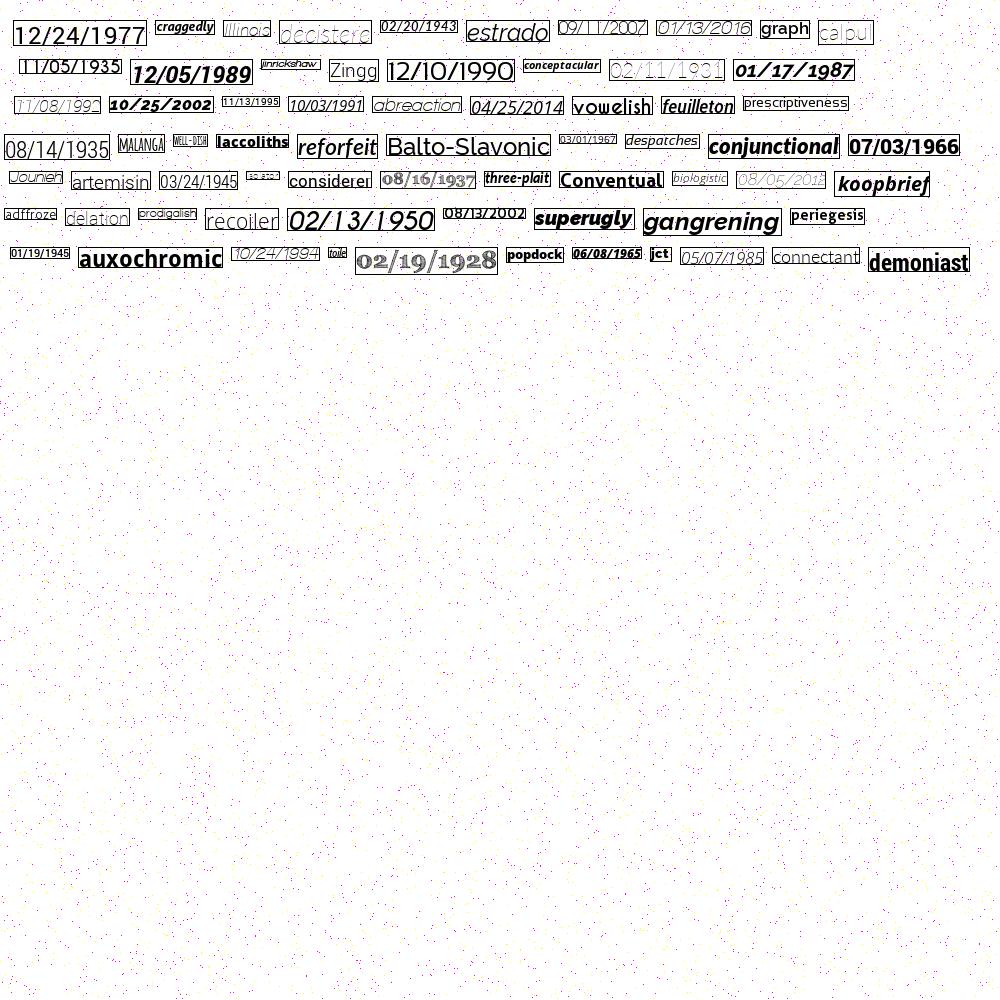 12/24/1977 craggedly Illinois decistere 02/20/1943 estrado 09/11/2007 01/13/2016 graph calpul
11/05/1935 12/05/1989 jinrickshaw Zingg 12/10/1990 conceptacular 02/11/1931 01/17/1987
11/08/1992 10/25/2002 11/13/1995 10/03/1991 abreaction 04/25/2014 vowelish feuilleton prescriptiveness
08/14/1935 MALANGA WELL-DISH laccoliths reforfeit Balto-Slavonic 03/01/1967 despatches conjunctional 07/03/1966
Jounieh artemisin 03/24/1945 considerer 08/16/1937 three-plait Conventual biologistic 08/05/2012 koopbrief
adffroze delation prodigalish recoiler 02/13/1950 08/13/2002 superugly gangrening periegesis
01/19/1945 auxochromic 10/24/1994 toile 02/19/1928 popdock 06/08/1965 jct 05/07/1985 connectant demoniast